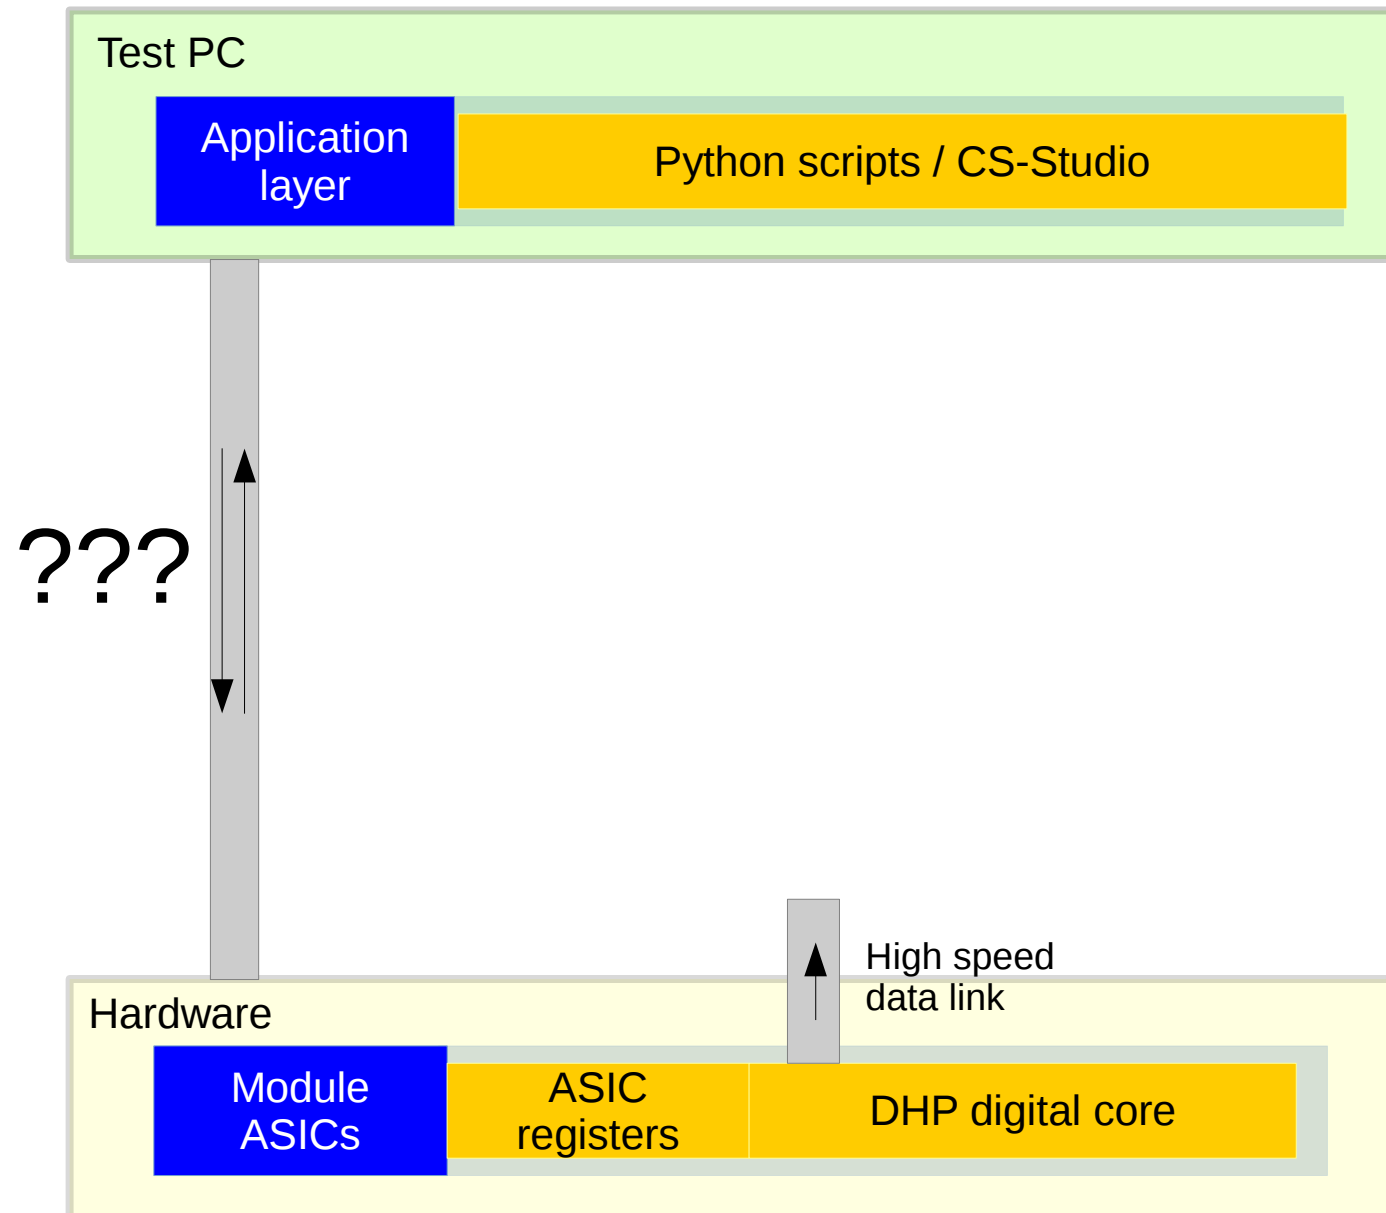 Test PC
Application
layer
Python scripts / CS-Studio
???
High speed
data link
Hardware
Module
ASICs
ASIC
registers
DHP digital core